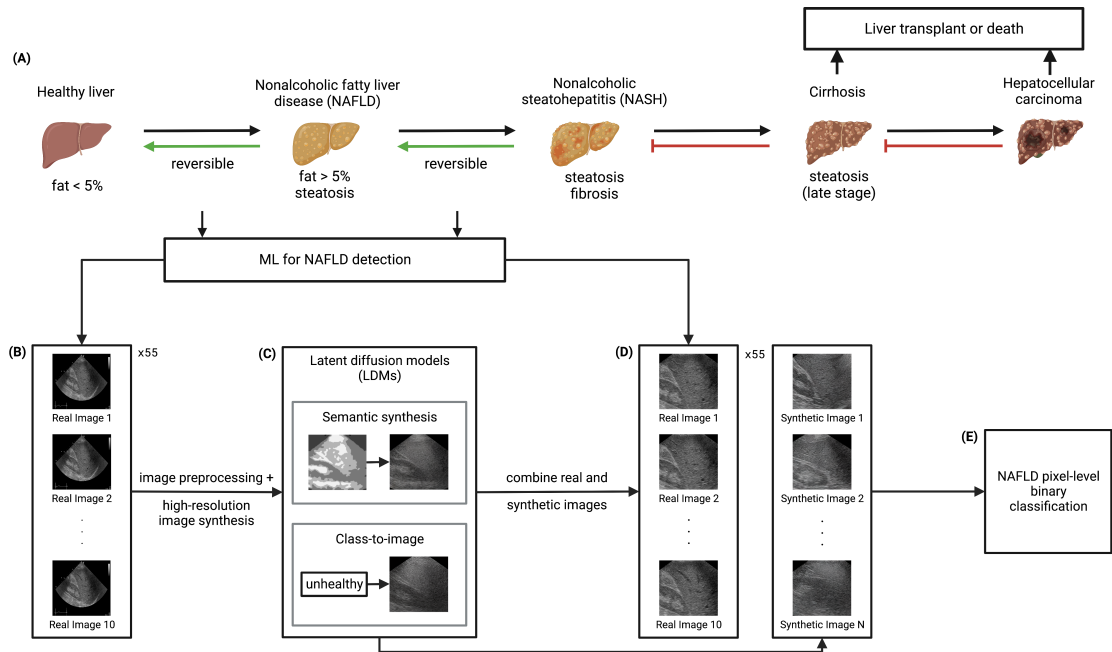 Liver transplant or death
(A)
Healthy liver
Nonalcoholic fatty liver
disease (NAFLD)
Nonalcoholic
steatohepatitis (NASH)
Cirrhosis
Hepatocellular
carcinoma
reversible
reversible
fat < 5%
fat > 5%
steatosis
steatosis
fibrosis
steatosis
(late stage)
ML for NAFLD detection
(B)
x55
Real Image 1
Real Image 2
Real Image 10
image preprocessing +
high-resolution
image synthesis
(C)
Latent diffusion models
(LDMs)
Semantic synthesis
Class-to-image
unhealthy
combine real and
synthetic images
(D)
x55
Real Image 1
Real Image 2
Real Image 10
Synthetic Image 1
Synthetic Image 2
Synthetic Image N
(E)
NAFLD pixel-level
binary
classification